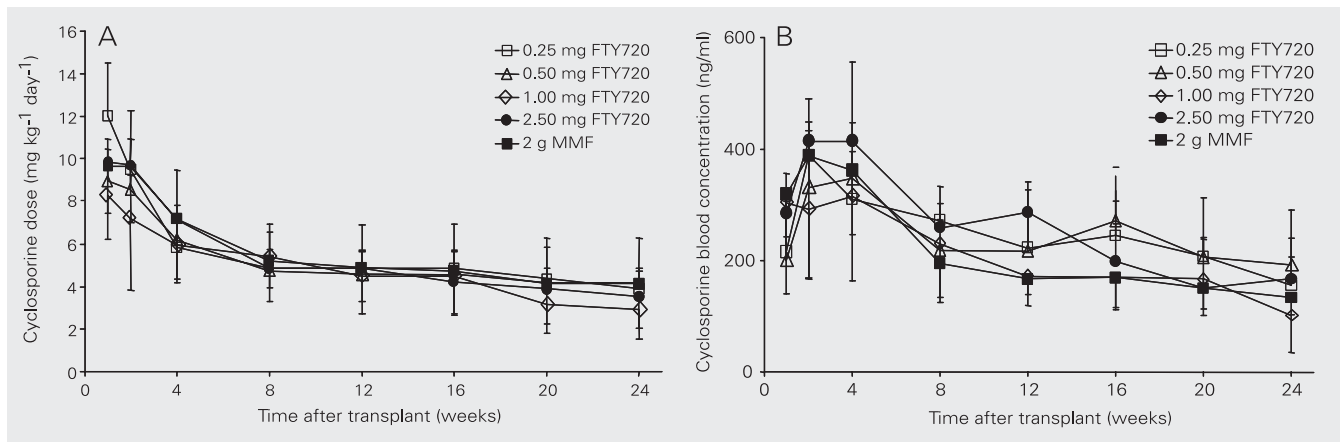 A
Cyclosporine dose (mg kg-1 day-1)
16
14
12
10
8
6
4
2
0
0.25 mg FTY720
0.50 mg FTY720
1.00 mg FTY720
2.50 mg FTY720
2 g MMF
0 4 8 12 16 20 24
Time after transplant (weeks)
B
Cyclosporine blood concentration (ng/ml)
600
400
200
0
0.25 mg FTY720
0.50 mg FTY720
1.00 mg FTY720
2.50 mg FTY720
2 g MMF
0 4 8 12 16 20 24
Time after transplant (weeks)